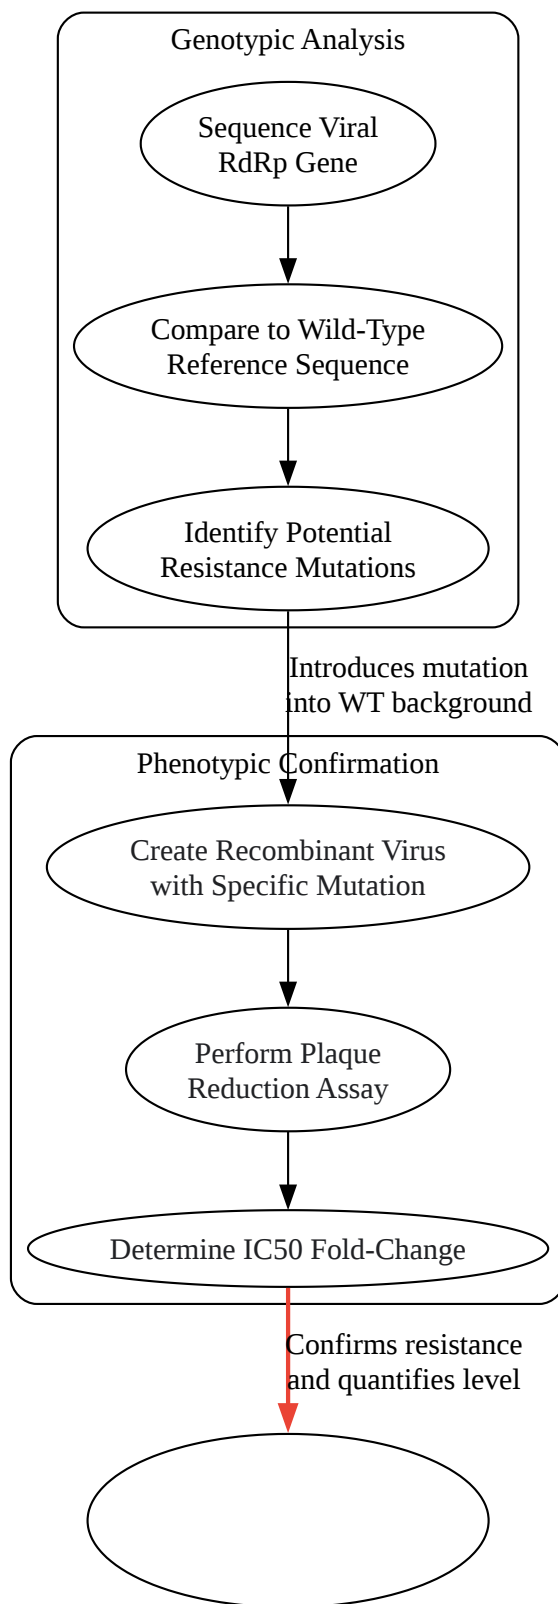 Genotypic Analysis
Sequence Viral
RdRp Gene
Compare to Wild-Type
Reference Sequence
Identify Potential
Resistance Mutations
Introduces mutation
into WT background
Phenotypic Confirmation
Create Recombinant Virus
with Specific Mutation
Perform Plaque
Reduction Assay
Determine IC50 Fold-Change
Confirms resistance
and quantifies level